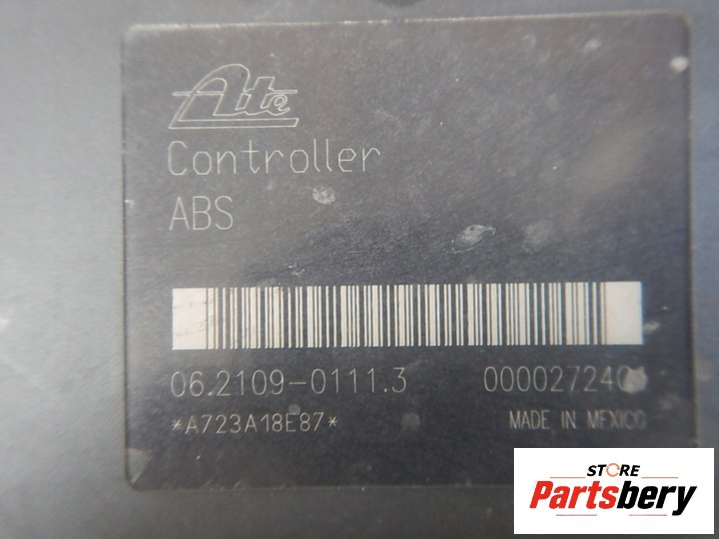 Ate
Controller
ABS
06.2109-0111.3
*A723A18E87*
MADE IN MEXICO
STORE
Partsbery